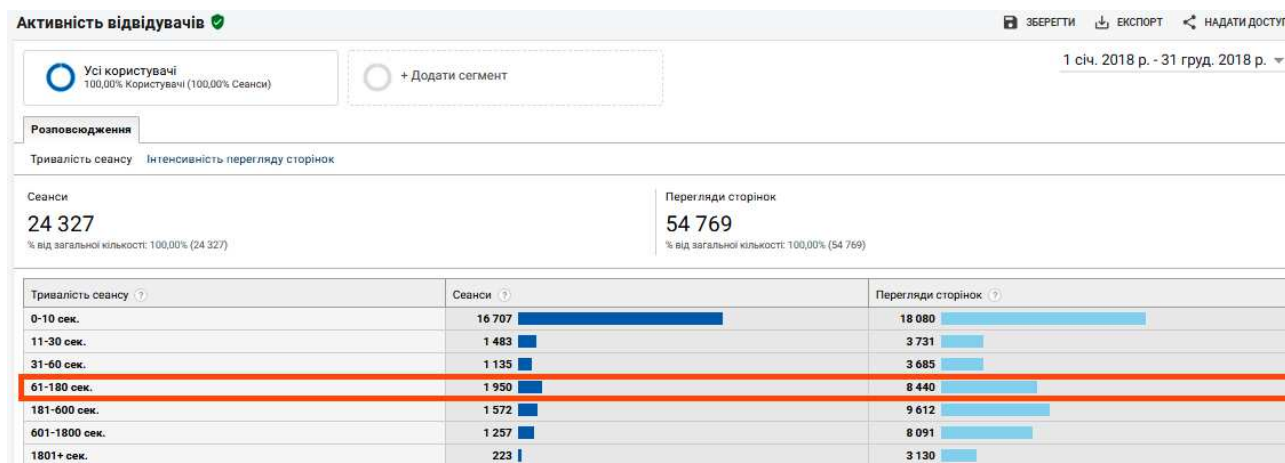 Активність відвідувачів
ЗБЕРЕГТИ ЕКСПОРТ НАДАТИ ДОСТУП
Усі користувачі
100,00% Користувачі (100,00% Сеанси)
+ Додати сегмент
1 січ. 2018 р. - 31 груд. 2018 р.
Розповсюдження
Тривалість сеансу Інтенсивність перегляду сторінок
Сеанси Перегляди сторінок
24 327 54 769
% від загальної кількості: 100,00% (24 327) % від загальної кількості: 100,00% (54 769)
Тривалість сеансу ? Сеанси ? Перегляди сторінок ?
0-10 сек. 16 707 18 080
11-30 сек. 1 483 3 731
31-60 сек. 1 135 3 685
61-180 сек. 1 950 8 440
181-600 сек. 1 572 9 612
601-1800 сек. 1 257 8 091
1801+ сек. 223 3 130